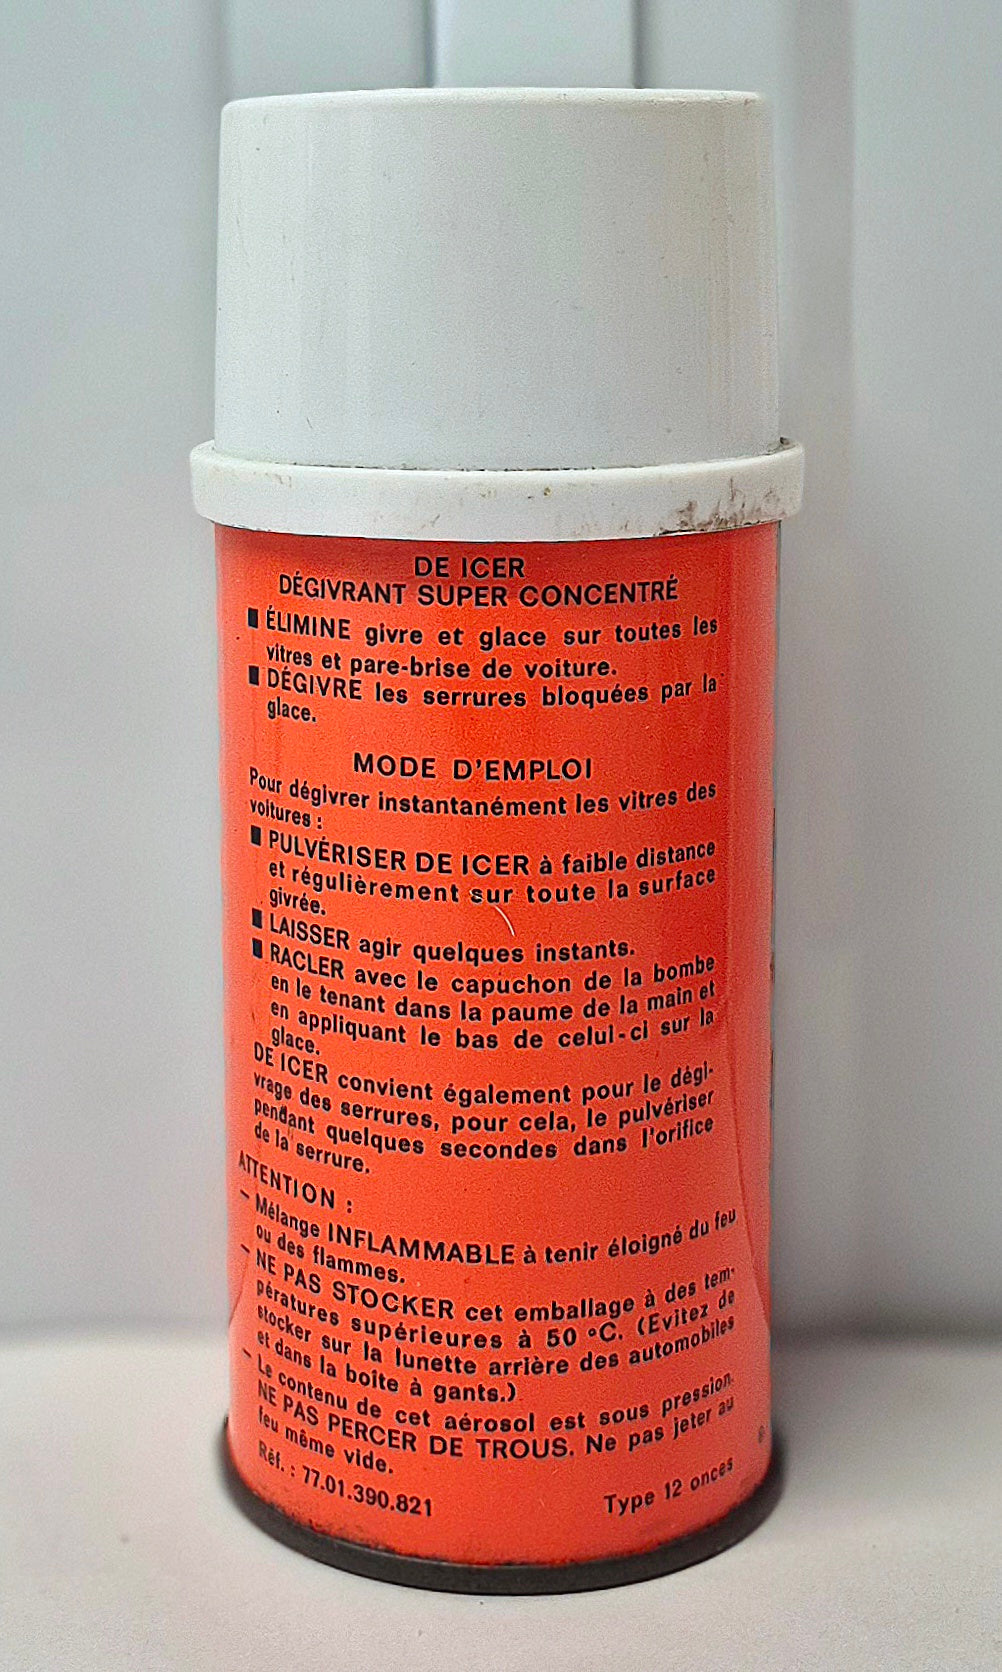 DE ICER
DÉGIVRANT SUPER CONCENTRÉ
■ ÉLIMINE givre et glace sur toutes les
vitres et pare-brise de voiture.
■ DÉGIVRE les serrures bloquées par la
glace.
MODE D'EMPLOI
Pour dégivrer instantanément les vitres des
voitures :
■ PULVÉRISER DE ICER à faible distance
et régulièrement sur toute la surface
givrée.
■ LAISSER agir quelques instants.
■ RACLER avec le capuchon de la bombe
en le tenant dans la paume de la main et
en appliquant le bas de celui-ci sur la
glace.
DE ICER convient également pour le dégi-
vrage des serrures, pour cela, le pulvériser
pendant quelques secondes dans l'orifice
de la serrure.
ATTENTION :
– Mélange INFLAMMABLE à tenir éloigné du feu
ou des flammes.
– NE PAS STOCKER cet emballage à des tem-
pératures supérieures à 50 °C. (Evitez de
stocker sur la lunette arrière des automobiles
et dans la boîte à gants.)
– Le contenu de cet aérosol est sous pression.
NE PAS PERCER DE TROUS. Ne pas jeter au
feu même vide.
Réf. : 77.01.390.821
Type 12 onces